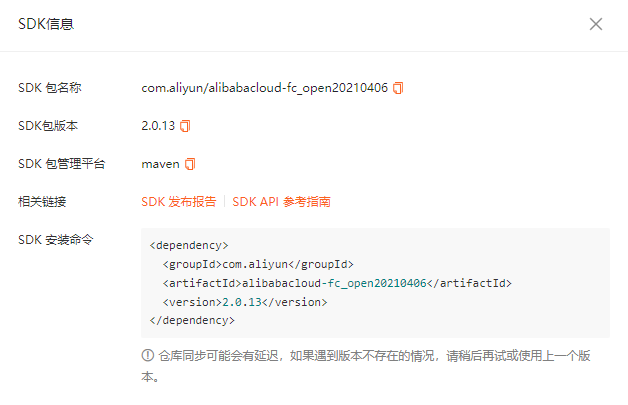 SDK信息
SDK 包名称 com.aliyun/alibabacloud-fc_open20210406
SDK包版本 2.0.13
SDK 包管理平台 maven
相关链接 SDK 发布报告 SDK API 参考指南
SDK 安装命令
<dependency>
  <groupId>com.aliyun</groupId>
  <artifactId>alibabacloud-fc_open20210406</artifactId>
  <version>2.0.13</version>
</dependency>
仓库同步可能会有延迟，如果遇到版本不存在的情况，请稍后再试或使用上一个版
本。